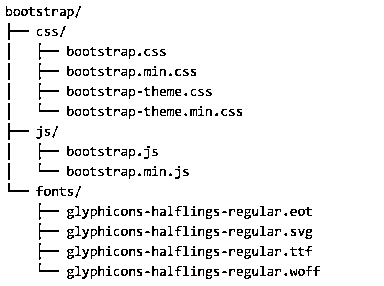 bootstrap/
├── css/
│   ├── bootstrap.css
│   ├── bootstrap.min.css
│   ├── bootstrap-theme.css
│   └── bootstrap-theme.min.css
├── js/
│   ├── bootstrap.js
│   └── bootstrap.min.js
└── fonts/
    ├── glyphicons-halflings-regular.eot
    ├── glyphicons-halflings-regular.svg
    ├── glyphicons-halflings-regular.ttf
    └── glyphicons-halflings-regular.woff